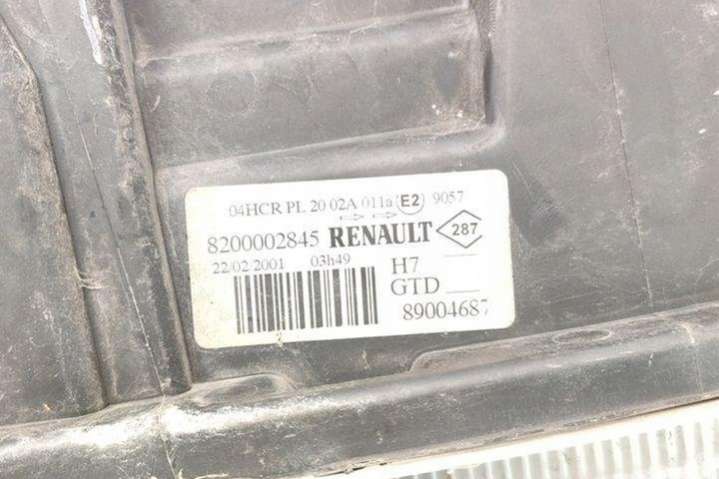 04HCR PL 20 02A 011a E2 9057
8200002845 RENAULT 287
22/02/2001 03h49 H7
GTD
89004687